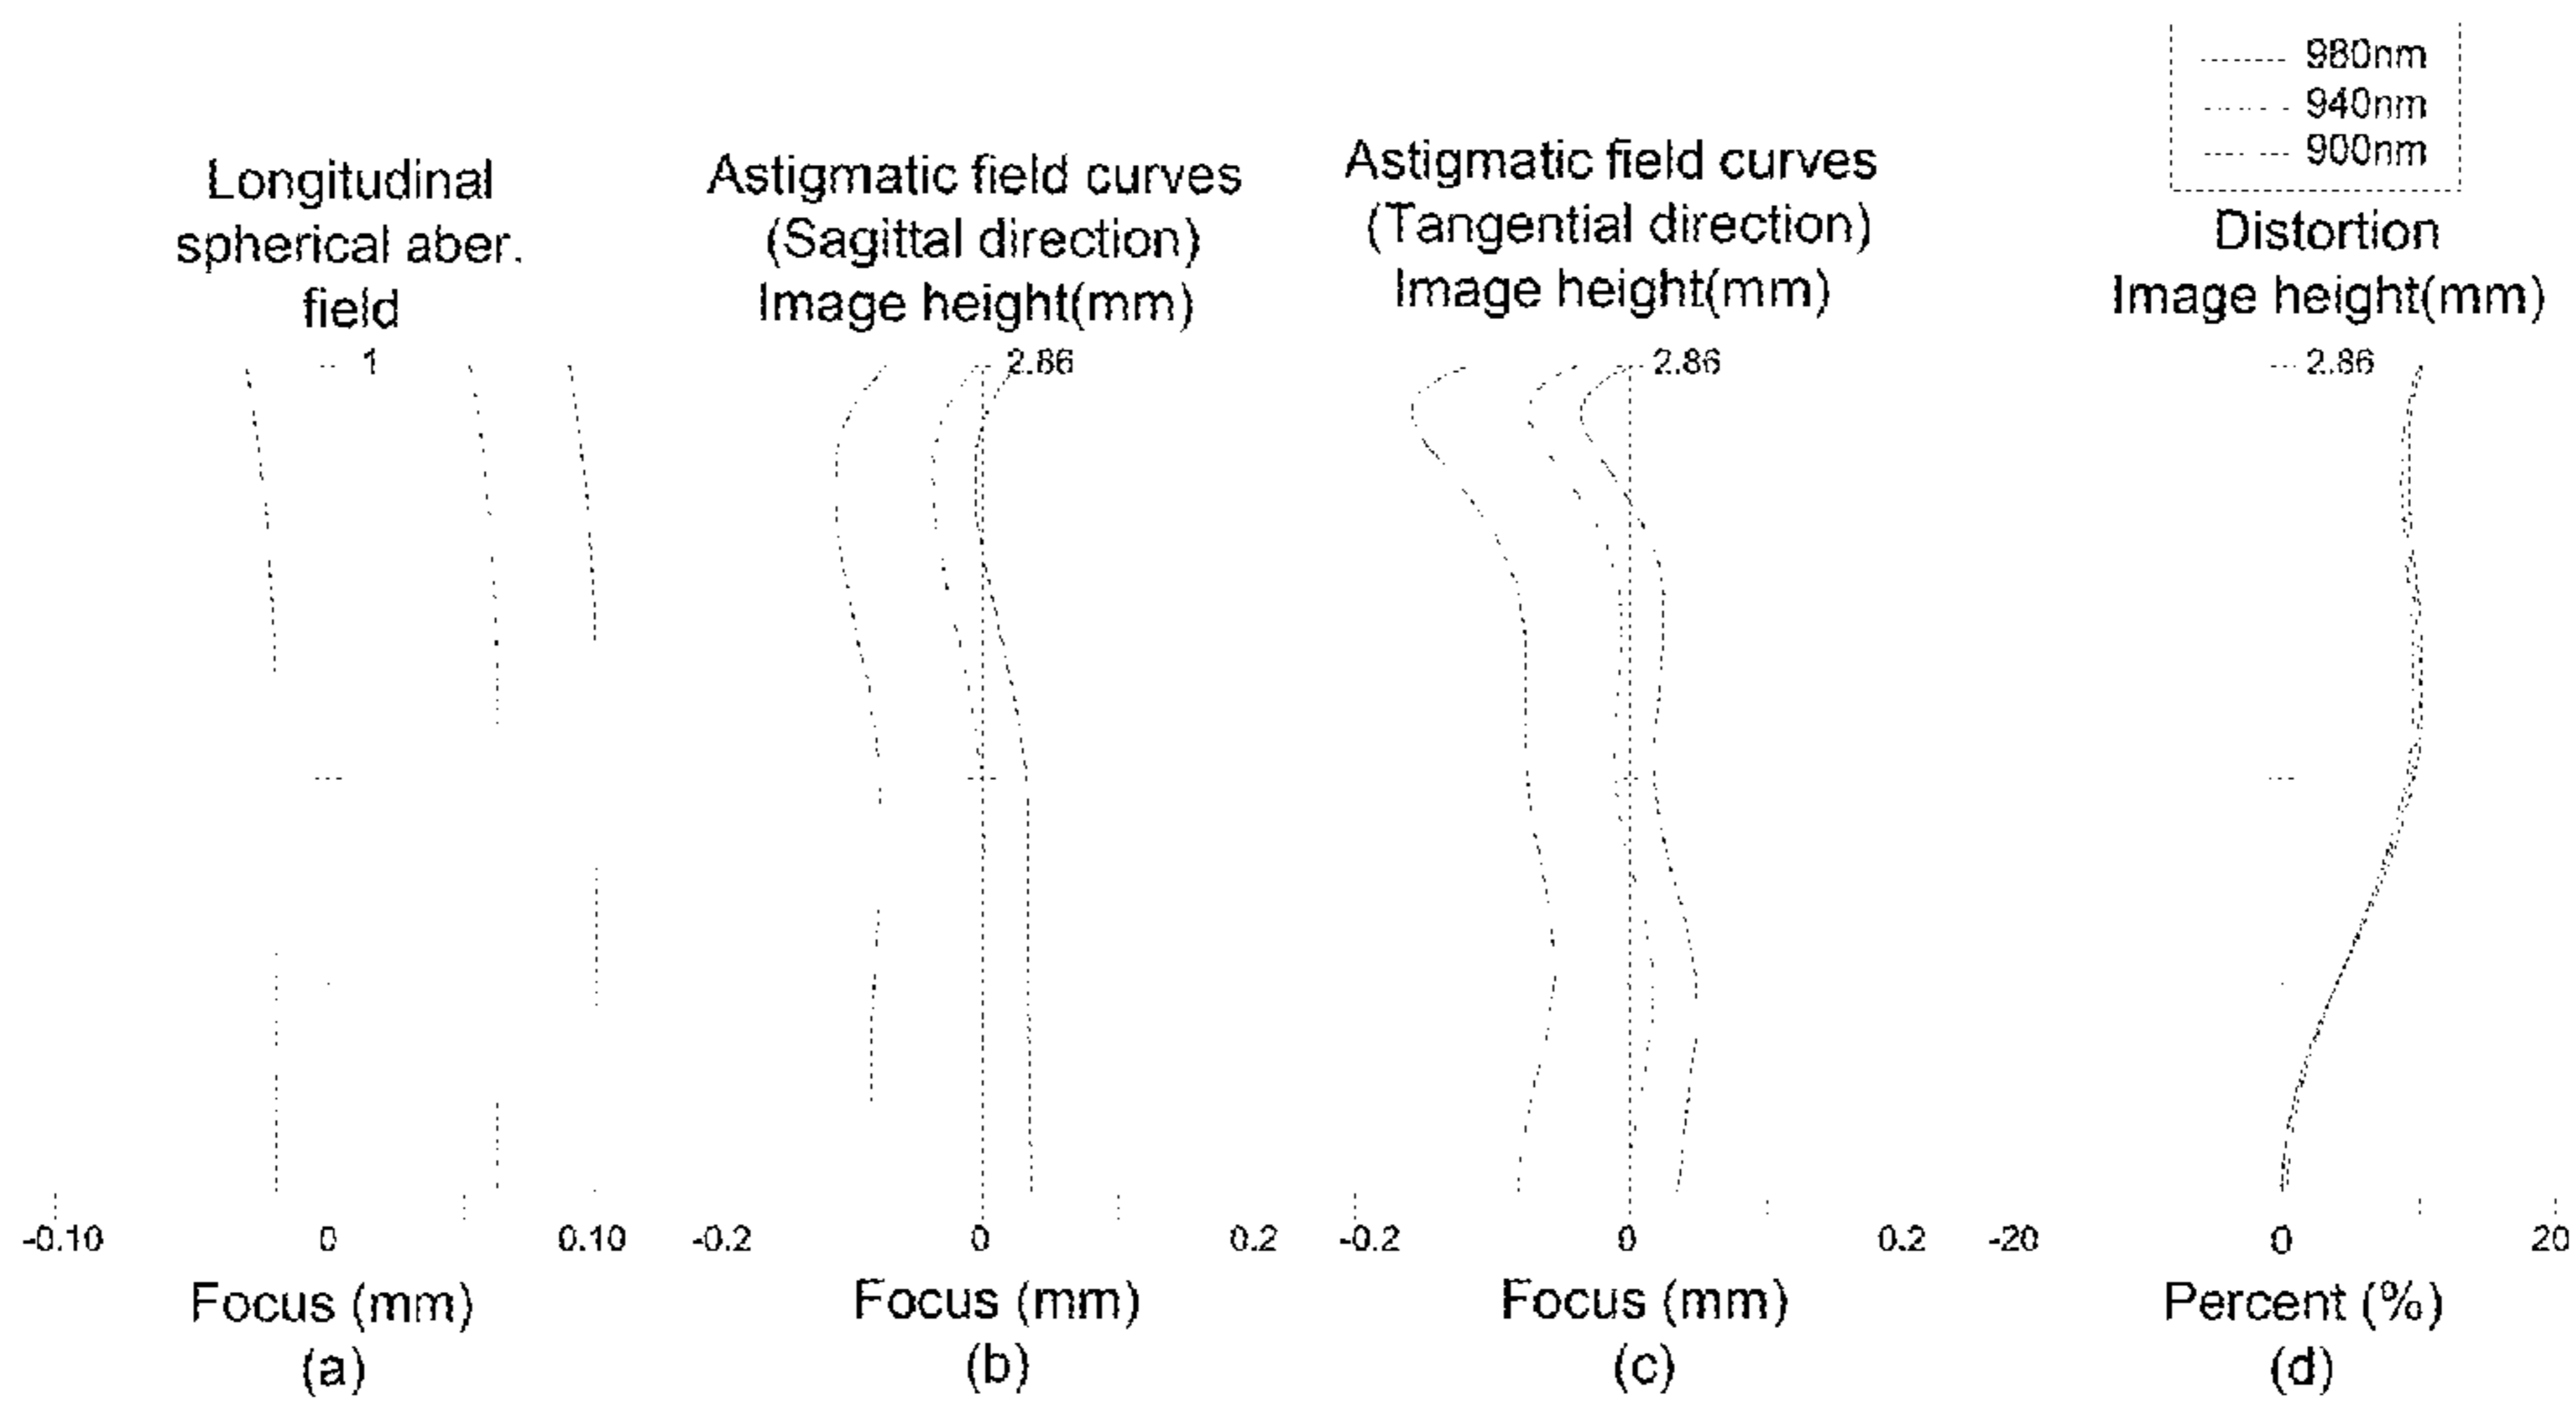 980nm
940nm
900nm
Longitudinal
spherical aber.
field
1
Astigmatic field curves
(Sagittal direction)
Image height(mm)
2.86
Astigmatic field curves
(Tangential direction)
Image height(mm)
2.86
Distortion
Image height(mm)
2.86
-0.10 0 0.10
Focus (mm)
(a)
-0.2 0 0.2
Focus (mm)
(b)
-0.2 0 0.2
Focus (mm)
(c)
-20 0 20
Percent (%)
(d)